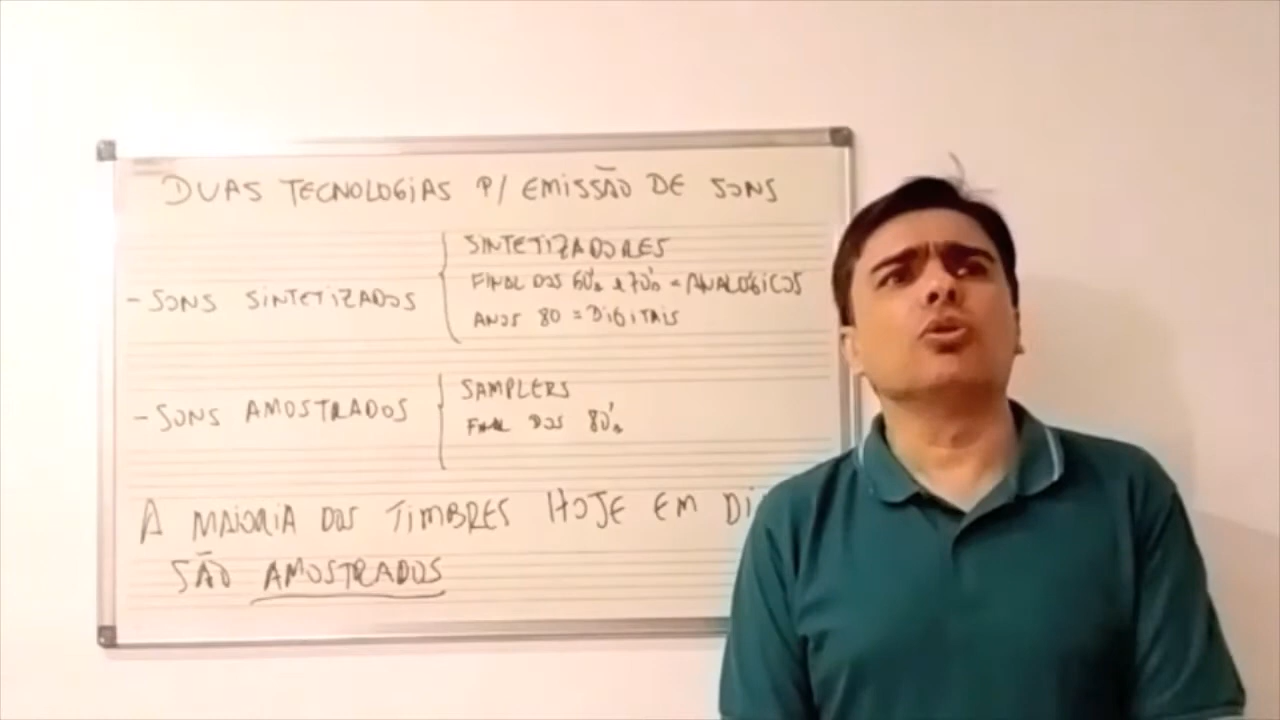 DUAS TECNOLOGIAS P/ EMISSÃO DE SONS
- SONS SINTETIZADOS
SINTETIZADORES
FINAL DOS 60's e 70's = ANALÓGICOS
ANOS 80 = DIGITAIS
- SONS AMOSTRADOS
SAMPLERS
FINAL DOS 80's
A MAIORIA DOS TIMBRES HOJE EM DI
SÃO AMOSTRADOS